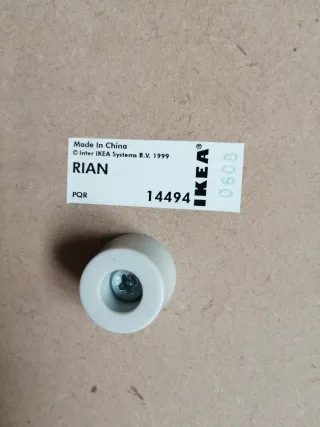 Made in China
© Inter IKEA Systems B.V. 1999
RIAN
PQR 14494
IKEA®
0608